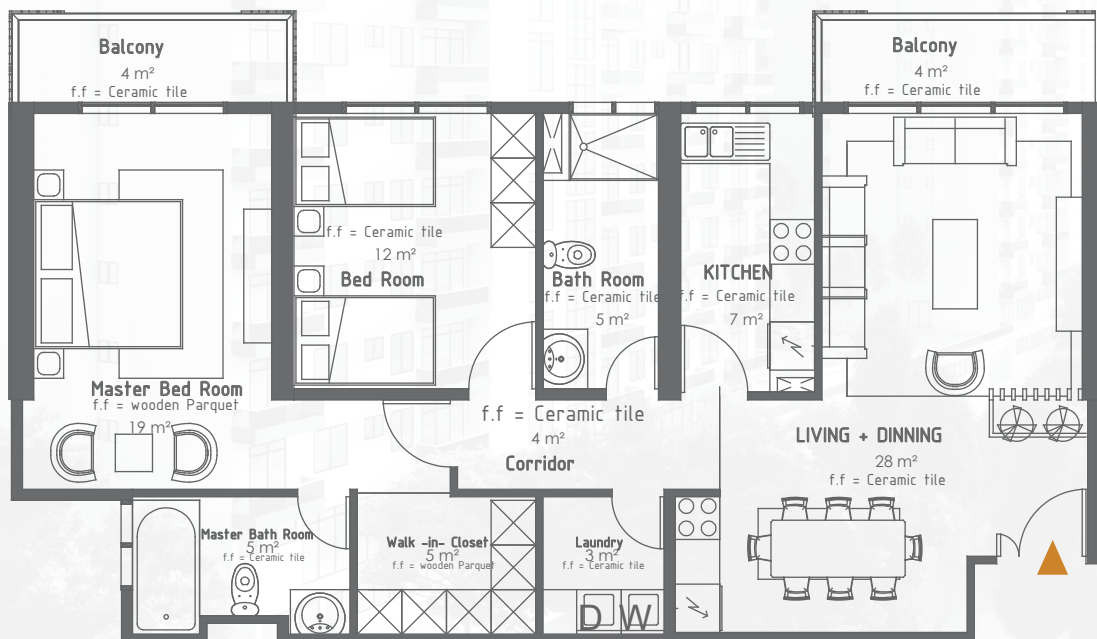 Balcony
4 m²
f.f = Ceramic tile
Balcony
4 m²
f.f = Ceramic tile
f.f = Ceramic tile
12 m²
Bed Room
Bath Room
f.f = Ceramic tile
5 m²
KITCHEN
f.f = Ceramic tile
7 m²
Master Bed Room
f.f = wooden Parquet
19 m²
f.f = Ceramic tile
4 m²
Corridor
LIVING + DINNING
28 m²
f.f = Ceramic tile
Master Bath Room
5 m²
f.f = Ceramic tile
Walk -in- Closet
5 m²
f.f = wooden Parquet
Laundry
3 m²
f.f = Ceramic tile
D W